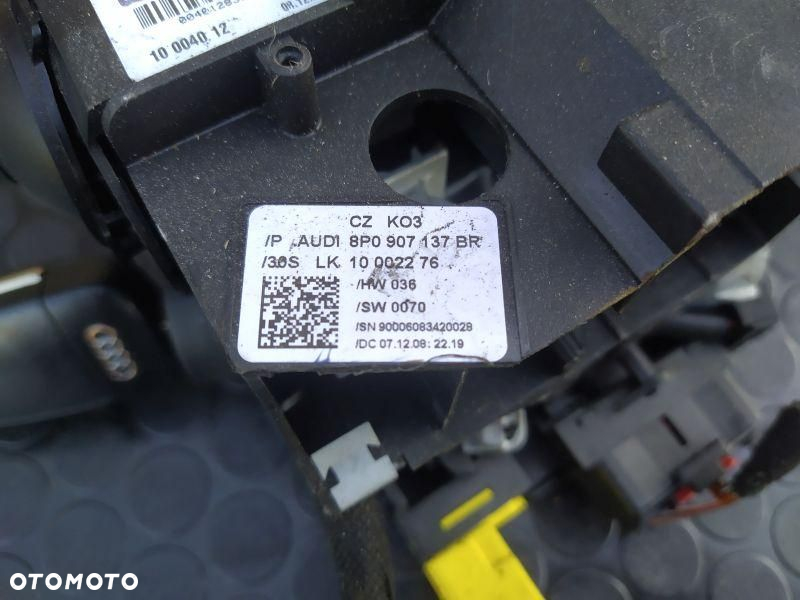 10 0040 12
CZ KO3
/P AUDI 8P0 907 137 BR
/36S LK 10 0022 76
/HW 036
/SW 0070
/SN 90006083420028
/DC 07.12.08: 22.19
OTOMOTO